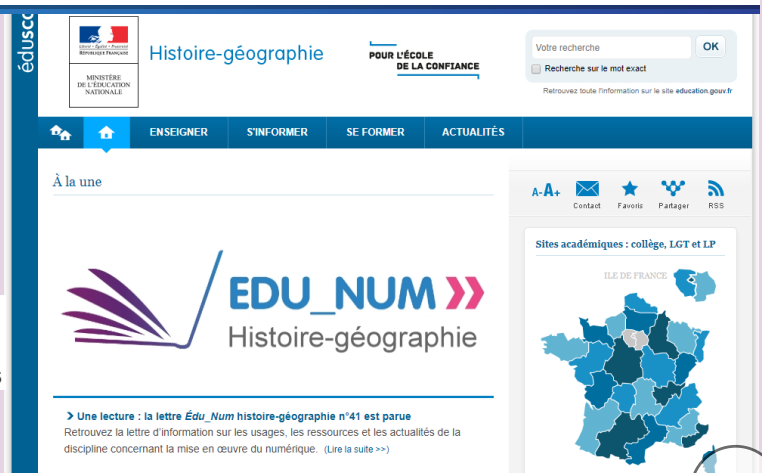 édusco
Liberté • Égalité • Fraternité
RÉPUBLIQUE FRANÇAISE
MINISTÈRE
DE L'ÉDUCATION
NATIONALE
Histoire-géographie
POUR L'ÉCOLE
DE LA CONFIANCE
Votre recherche
OK
Recherche sur le mot exact
Retrouvez toute l'information sur le site education.gouv.fr
ENSEIGNER S'INFORMER SE FORMER ACTUALITÉS
À la une
A-A+
Contact Favoris Partager RSS
EDU_NUM
Histoire-géographie
Sites académiques : collège, LGT et LP
ILE DE FRANCE
Une lecture : la lettre Édu_Num histoire-géographie n°41 est parue
Retrouvez la lettre d'information sur les usages, les ressources et les actualités de la
discipline concernant la mise en œuvre du numérique. (Lire la suite >>)